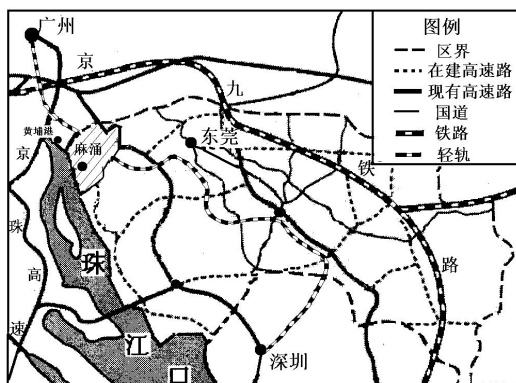 图例
区界
在建高速路
现有高速路
国道
铁路
轻轨
广州
京
九
铁
路
黄埔港
麻涌
东莞
京
珠
高
速
珠
江
口
深圳